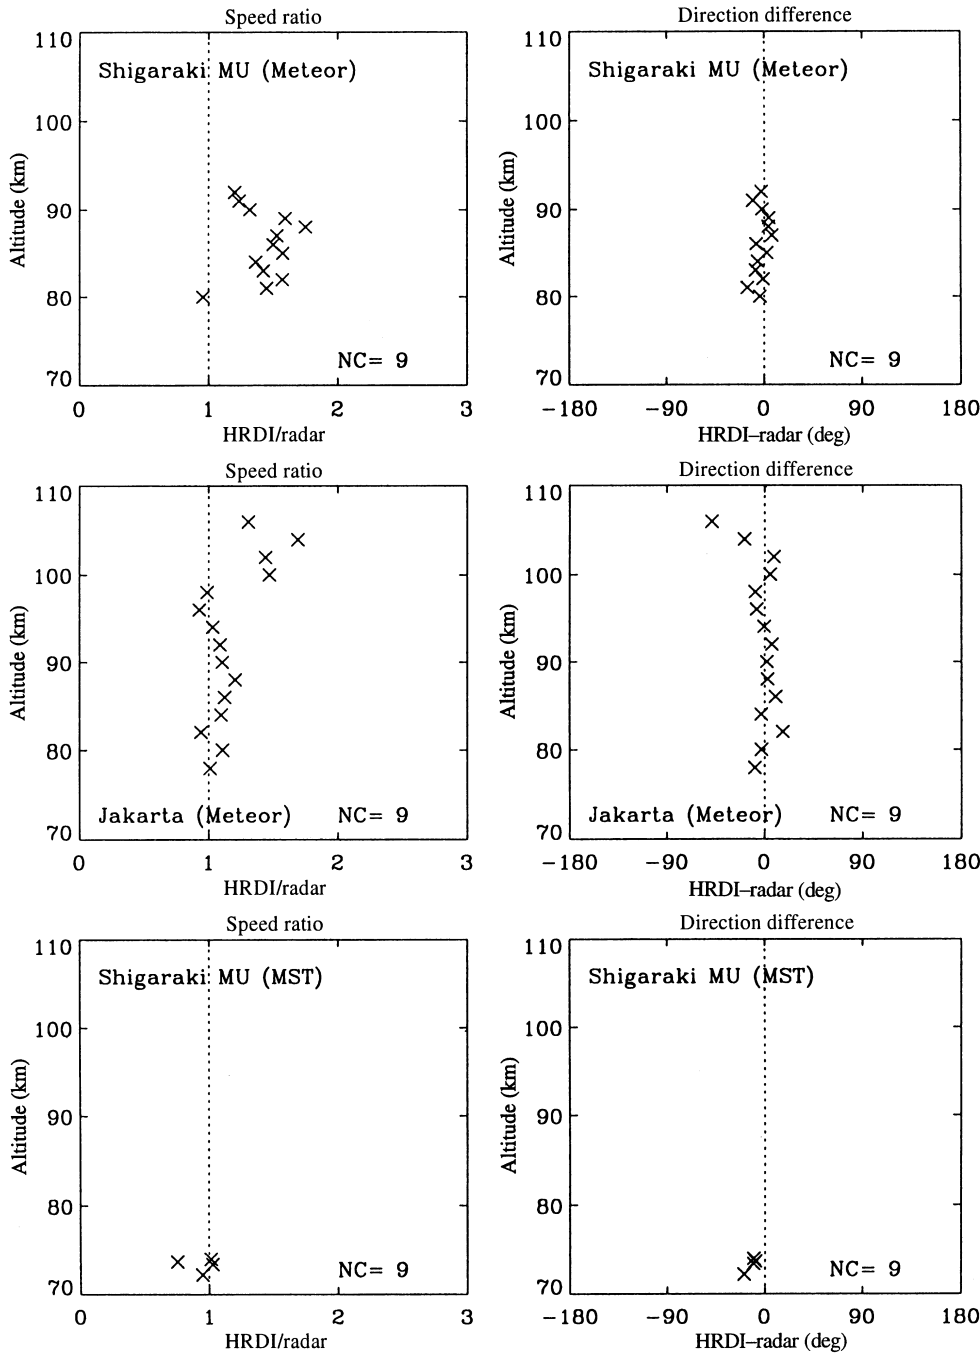 Speed ratio
Direction difference
110
Shigaraki MU (Meteor)
100
Altitude (km)
90
80
NC= 9
70
0 1 2 3
HRDI/radar
110
Shigaraki MU (Meteor)
100
Altitude (km)
90
80
NC= 9
70
−180 −90 0 90 180
HRDI–radar (deg)
Speed ratio
Direction difference
110
100
Altitude (km)
90
80
Jakarta (Meteor) NC= 9
70
0 1 2 3
HRDI/radar
110
100
Altitude (km)
90
80
Jakarta (Meteor) NC= 9
70
−180 −90 0 90 180
HRDI–radar (deg)
Speed ratio
Direction difference
110
Shigaraki MU (MST)
100
Altitude (km)
90
80
NC= 9
70
0 1 2 3
HRDI/radar
110
Shigaraki MU (MST)
100
Altitude (km)
90
80
NC= 9
70
−180 −90 0 90 180
HRDI–radar (deg)